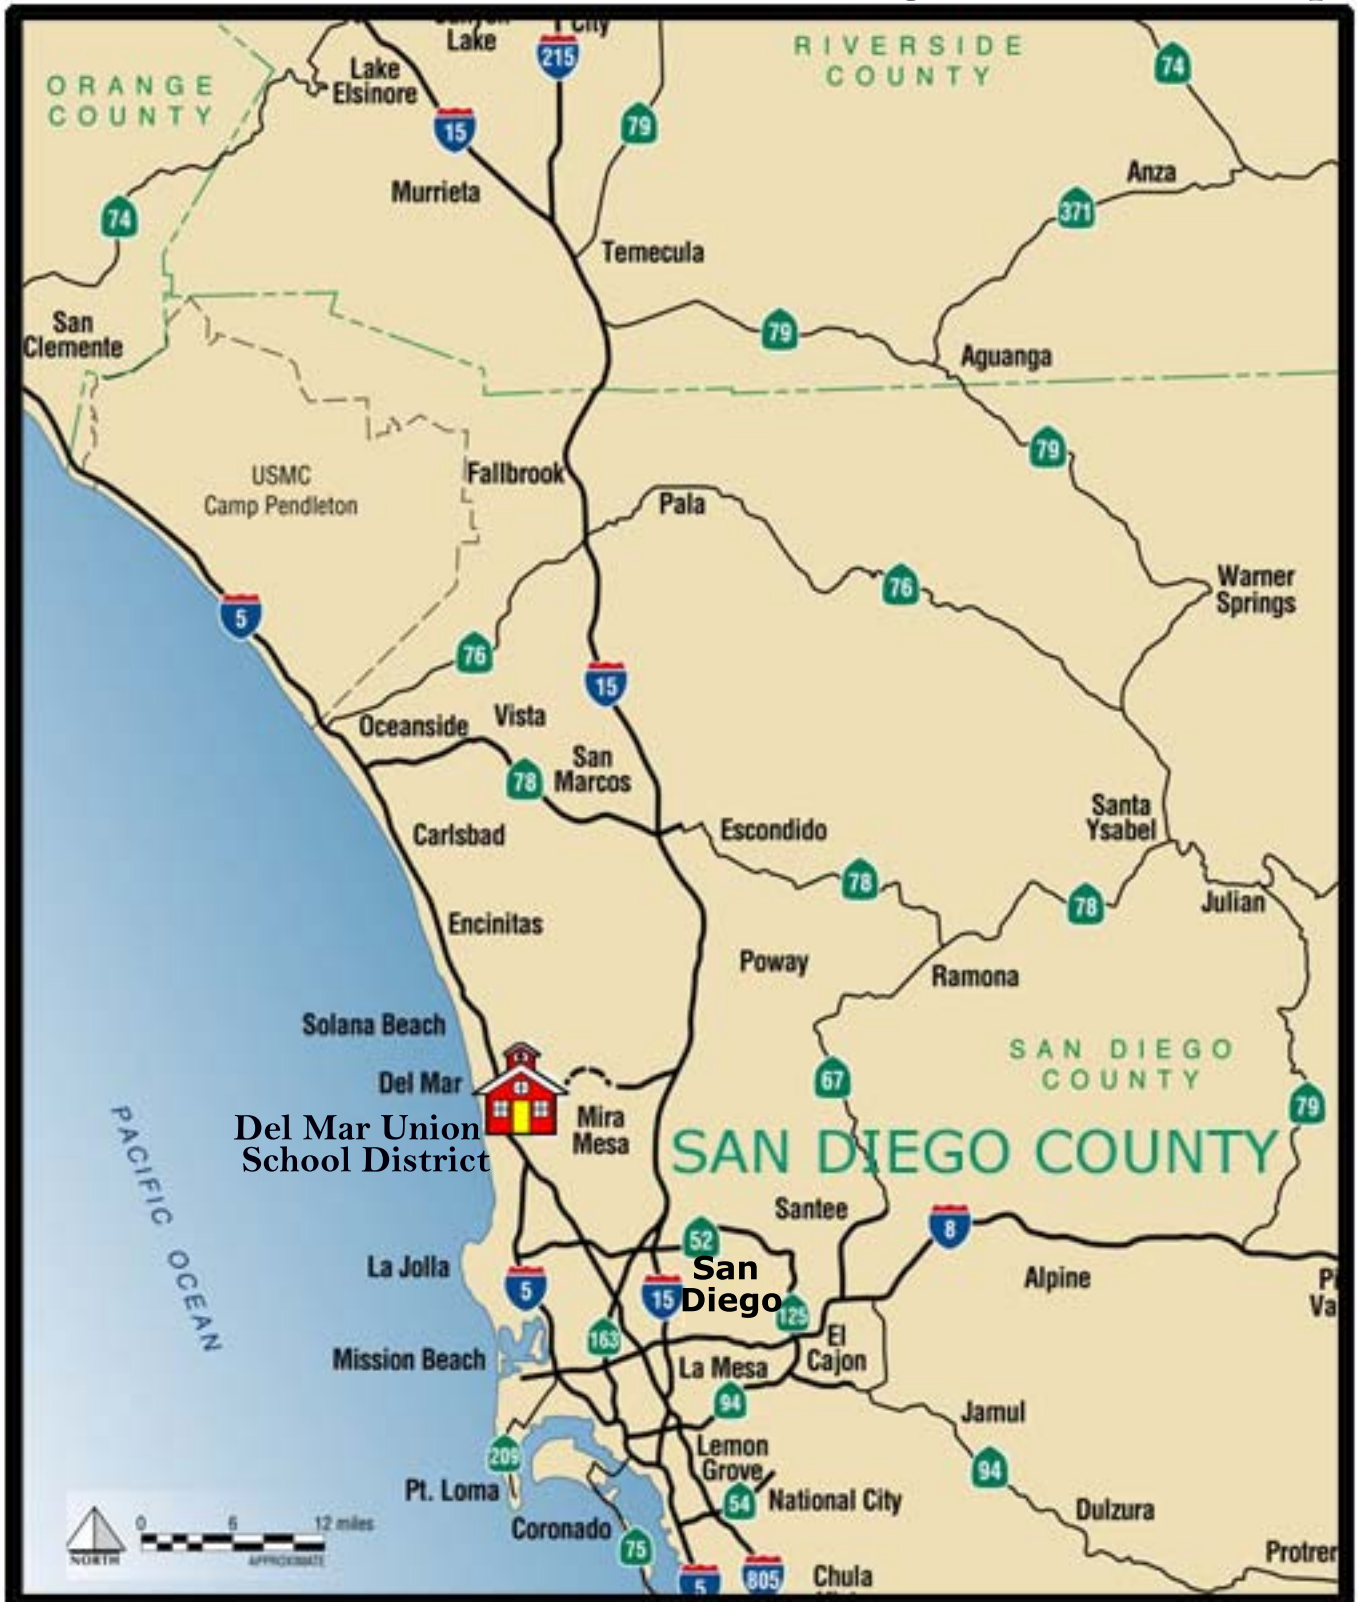 City
Lake
215
RIVERSIDE
COUNTY
74
ORANGE
COUNTY
Lake
Elsinore
15
79
Murrieta
Anza
371
74
Temecula
San
Clemente
79
Aguanga
79
USMC
Camp Pendleton
Fallbrook
Pala
76
Warner
Springs
5
76
15
Oceanside
Vista
San
Marcos
78
Carlsbad
Escondido
Santa
Ysabel
78
78
Julian
Encinitas
Poway
Ramona
Solana Beach
SAN DIEGO
COUNTY
Del Mar
67
79
Del Mar Union
School District
Mira
Mesa
SAN DIEGO COUNTY
PACIFIC OCEAN
Santee
8
52
La Jolla
San
Diego
Alpine
Pi
Va
5
15
125
163
El
Cajon
Mission Beach
La Mesa
94
Jamul
Lemon
Grove
209
94
Pt. Loma
54
National City
Dulzura
Coronado
75
Protrer
0 6 12 miles
APPROXIMATE
NORTH
5
805
Chula